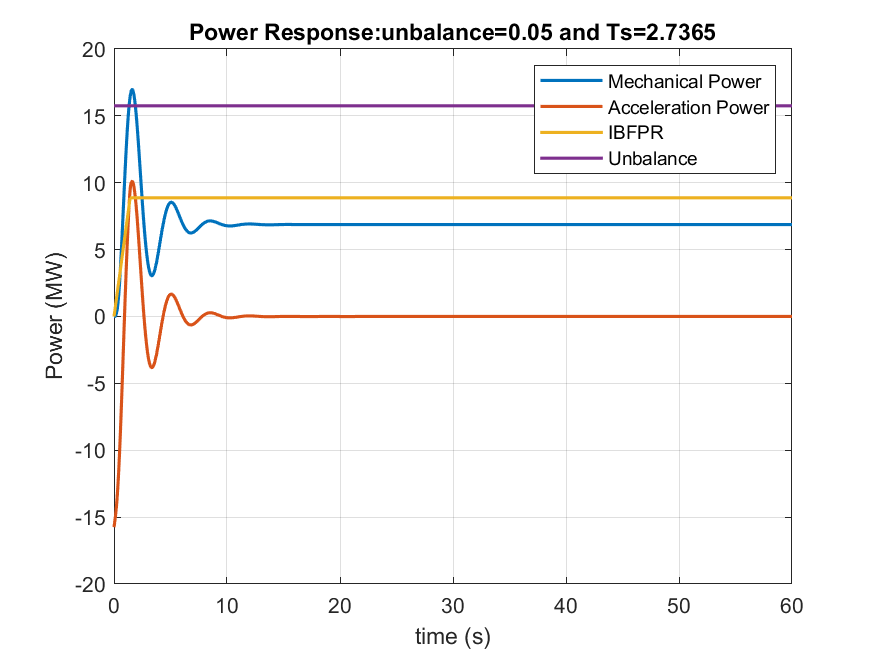 Power Response:unbalance=0.05 and Ts=2.7365
Mechanical Power
Acceleration Power
IBFPR
Unbalance
Power (MW)
20
15
10
5
0
-5
-10
-15
-20
0 10 20 30 40 50 60
time (s)